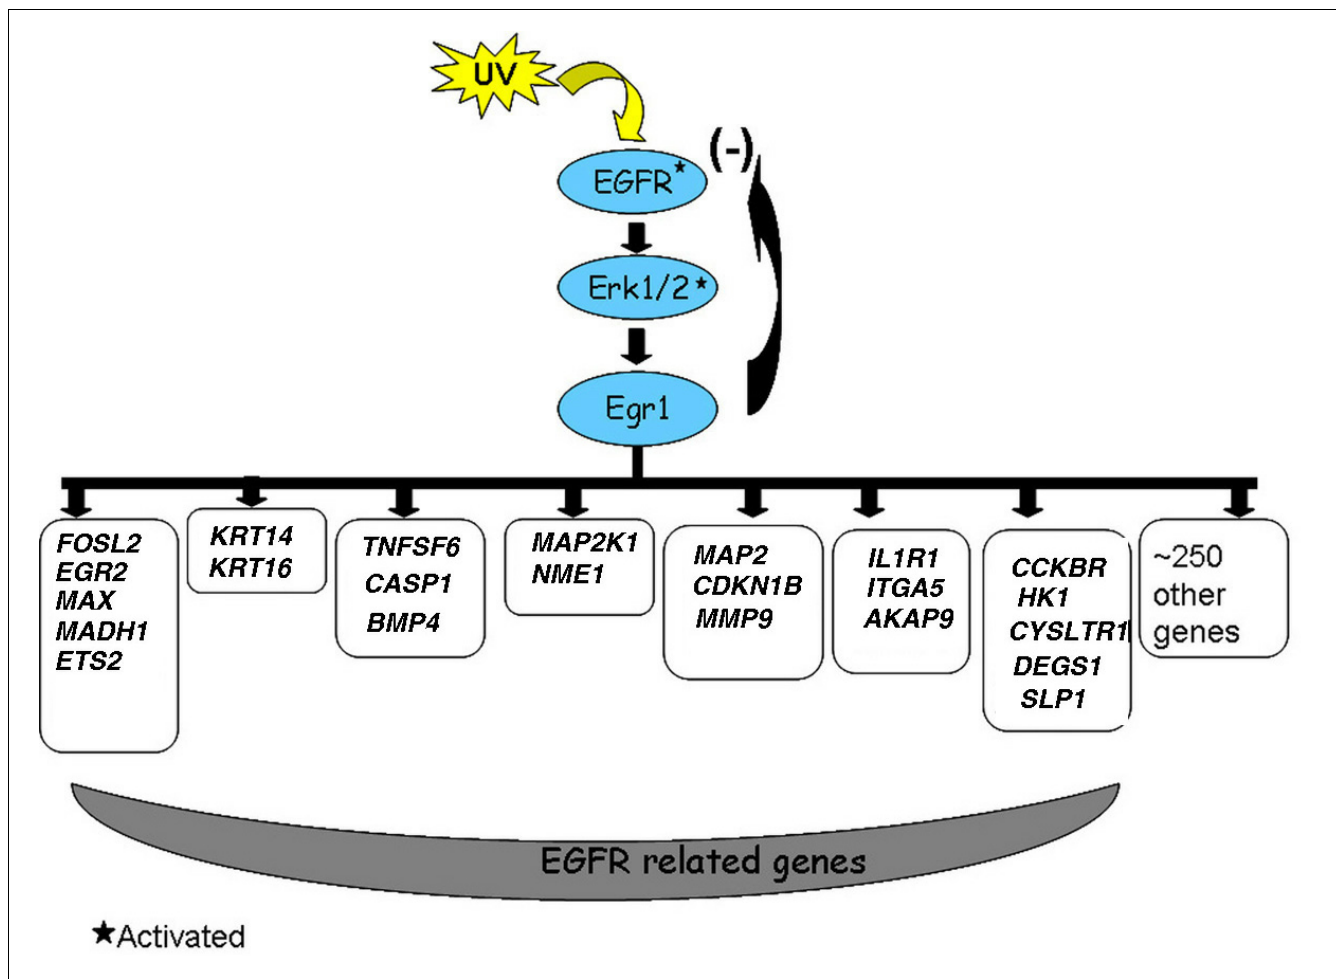 UV
(-)
EGFR★
Erk1/2★
Egr1
FOSL2
EGR2
MAX
MADH1
ETS2
KRT14
KRT16
TNFSF6
CASP1
BMP4
MAP2K1
NME1
MAP2
CDKN1B
MMP9
IL1R1
ITGA5
AKAP9
CCKBR
HK1
CYSLTR1
DEGS1
SLP1
~250
other
genes
EGFR related genes
★Activated